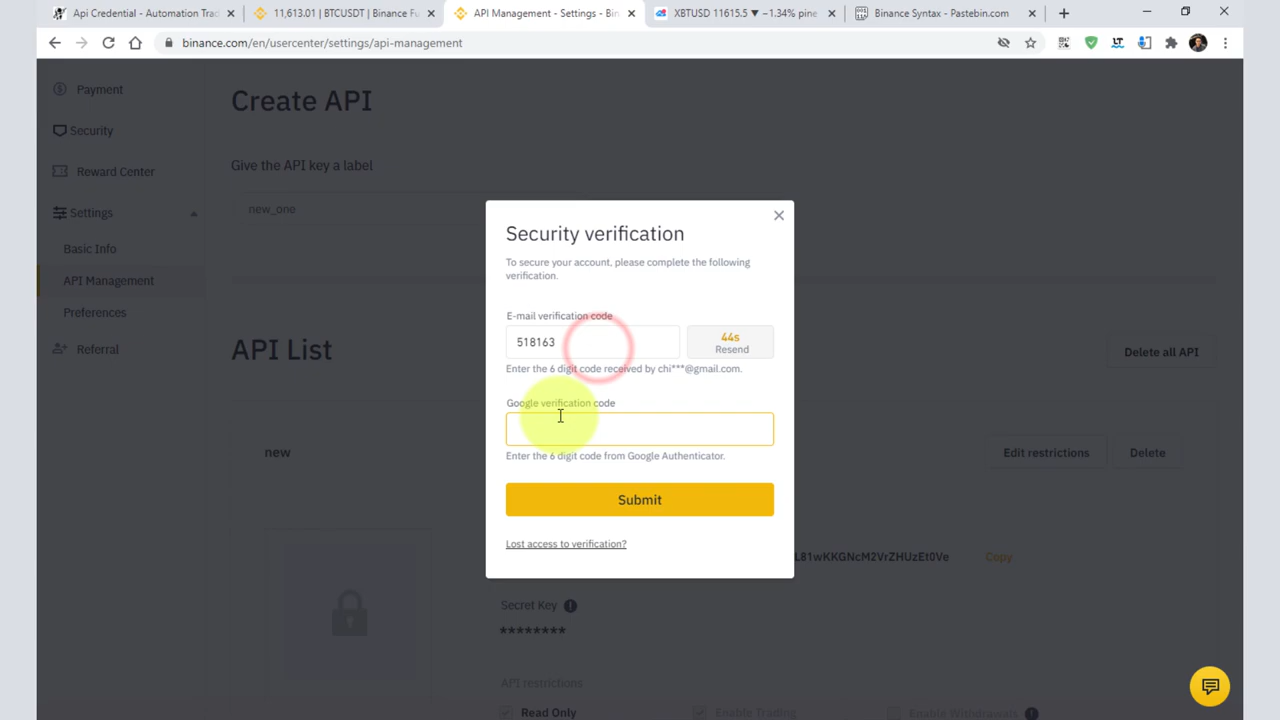 Api Credential - Automation Trad
11,613.01 | BTCUSDT | Binance Fu
API Management - Settings - Bin
XBTUSD 11615.5 ▼ −1.34% pine
Binance Syntax - Pastebin.com
binance.com/en/usercenter/settings/api-management
Payment
Security
Reward Center
Settings
Basic Info
API Management
Preferences
Referral
Create API
Give the API key a label
new_one
API List
Delete all API
new
Edit restrictions
Delete
L81wKKGNcM2VrZHUzEt0Ve
Copy
Secret Key
********
API restrictions
Read Only
Enable Trading
Enable Withdrawals
Security verification
To secure your account, please complete the following
verification.
E-mail verification code
518163
44s
Resend
Enter the 6 digit code received by chi***@gmail.com.
Google verification code
Enter the 6 digit code from Google Authenticator.
Submit
Lost access to verification?